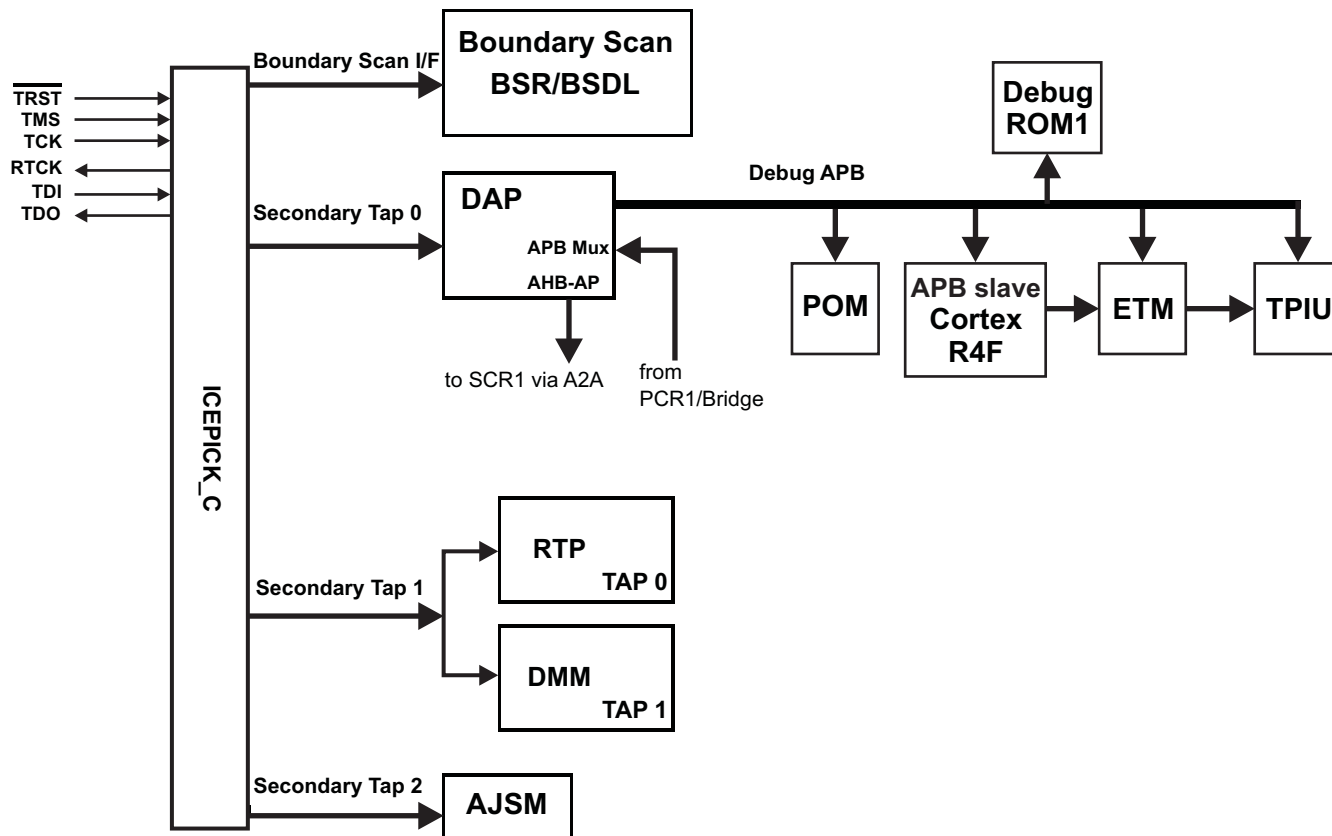 Boundary Scan I/F
Boundary Scan
BSR/BSDL
TRST
TMS
TCK
RTCK
TDI
TDO
ICEPICK_C
Secondary Tap 0
DAP
APB Mux
AHB-AP
to SCR1 via A2A
from
PCR1/Bridge
Debug APB
Debug
ROM1
POM
APB slave
Cortex
R4F
ETM
TPIU
Secondary Tap 1
RTP
TAP 0
DMM
TAP 1
Secondary Tap 2
AJSM